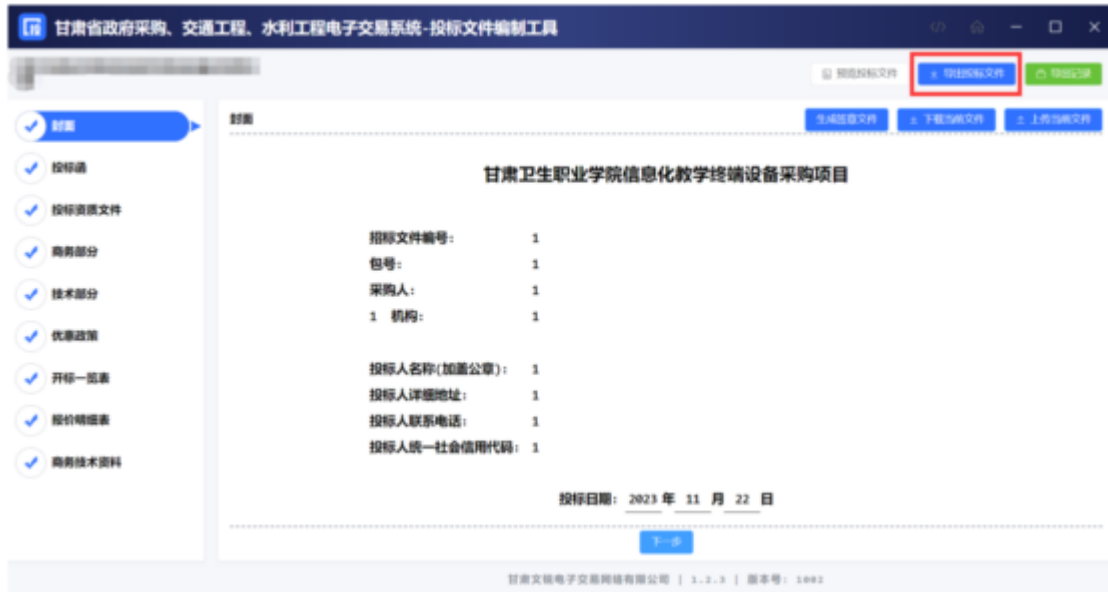 甘肃省政府采购、交通工程、水利工程电子交易系统-投标文件编制工具
预览投标文件 导出投标文件 导出记录
封面
投标函
投标资质文件
商务部分
技术部分
优惠政策
开标一览表
报价明细表
商务技术资料
封面
生成签章文件 下载当前文件 上传当前文件
甘肃卫生职业学院信息化教学终端设备采购项目
招标文件编号: 1
包号: 1
采购人: 1
1 机构: 1
投标人名称(加盖公章): 1
投标人详细地址: 1
投标人联系电话: 1
投标人统一社会信用代码: 1
投标日期: 2023 年 11 月 22 日
下一步
甘肃文锐电子交易网络有限公司 | 1.2.3 | 版本号: 1002